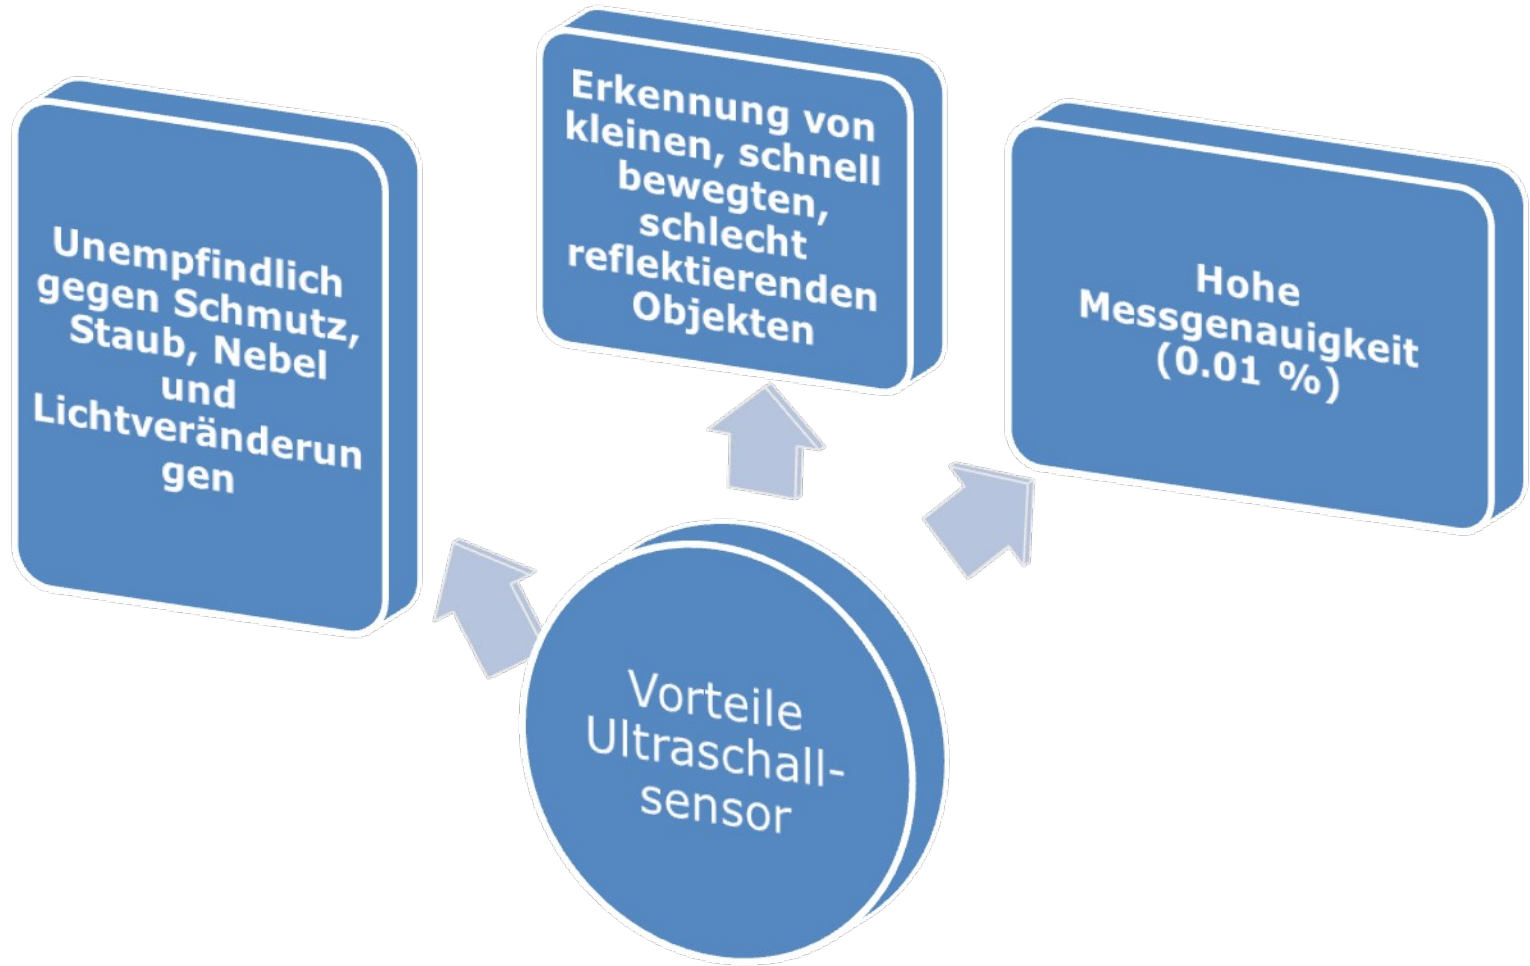 Unempfindlich
gegen Schmutz,
Staub, Nebel
und
Lichtveränderun
gen
Erkennung von
kleinen, schnell
bewegten,
schlecht
reflektierenden
Objekten
Hohe
Messgenauigkeit
(0.01 %)
Vorteile
Ultraschall-
sensor